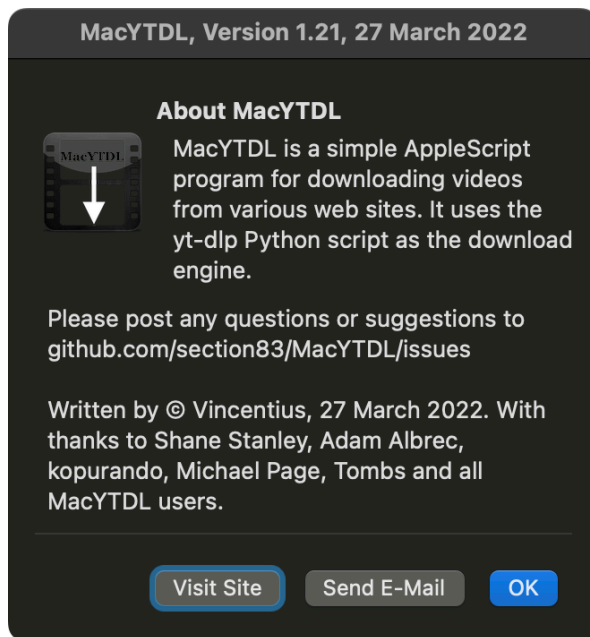 MacYTDL, Version 1.21, 27 March 2022
About MacYTDL
MacYTDL
MacYTDL is a simple AppleScript
program for downloading videos
from various web sites. It uses the
yt-dlp Python script as the download
engine.
Please post any questions or suggestions to
github.com/section83/MacYTDL/issues
Written by © Vincentius, 27 March 2022. With
thanks to Shane Stanley, Adam Albrec,
kopurando, Michael Page, Tombs and all
MacYTDL users.
Visit Site
Send E-Mail
OK